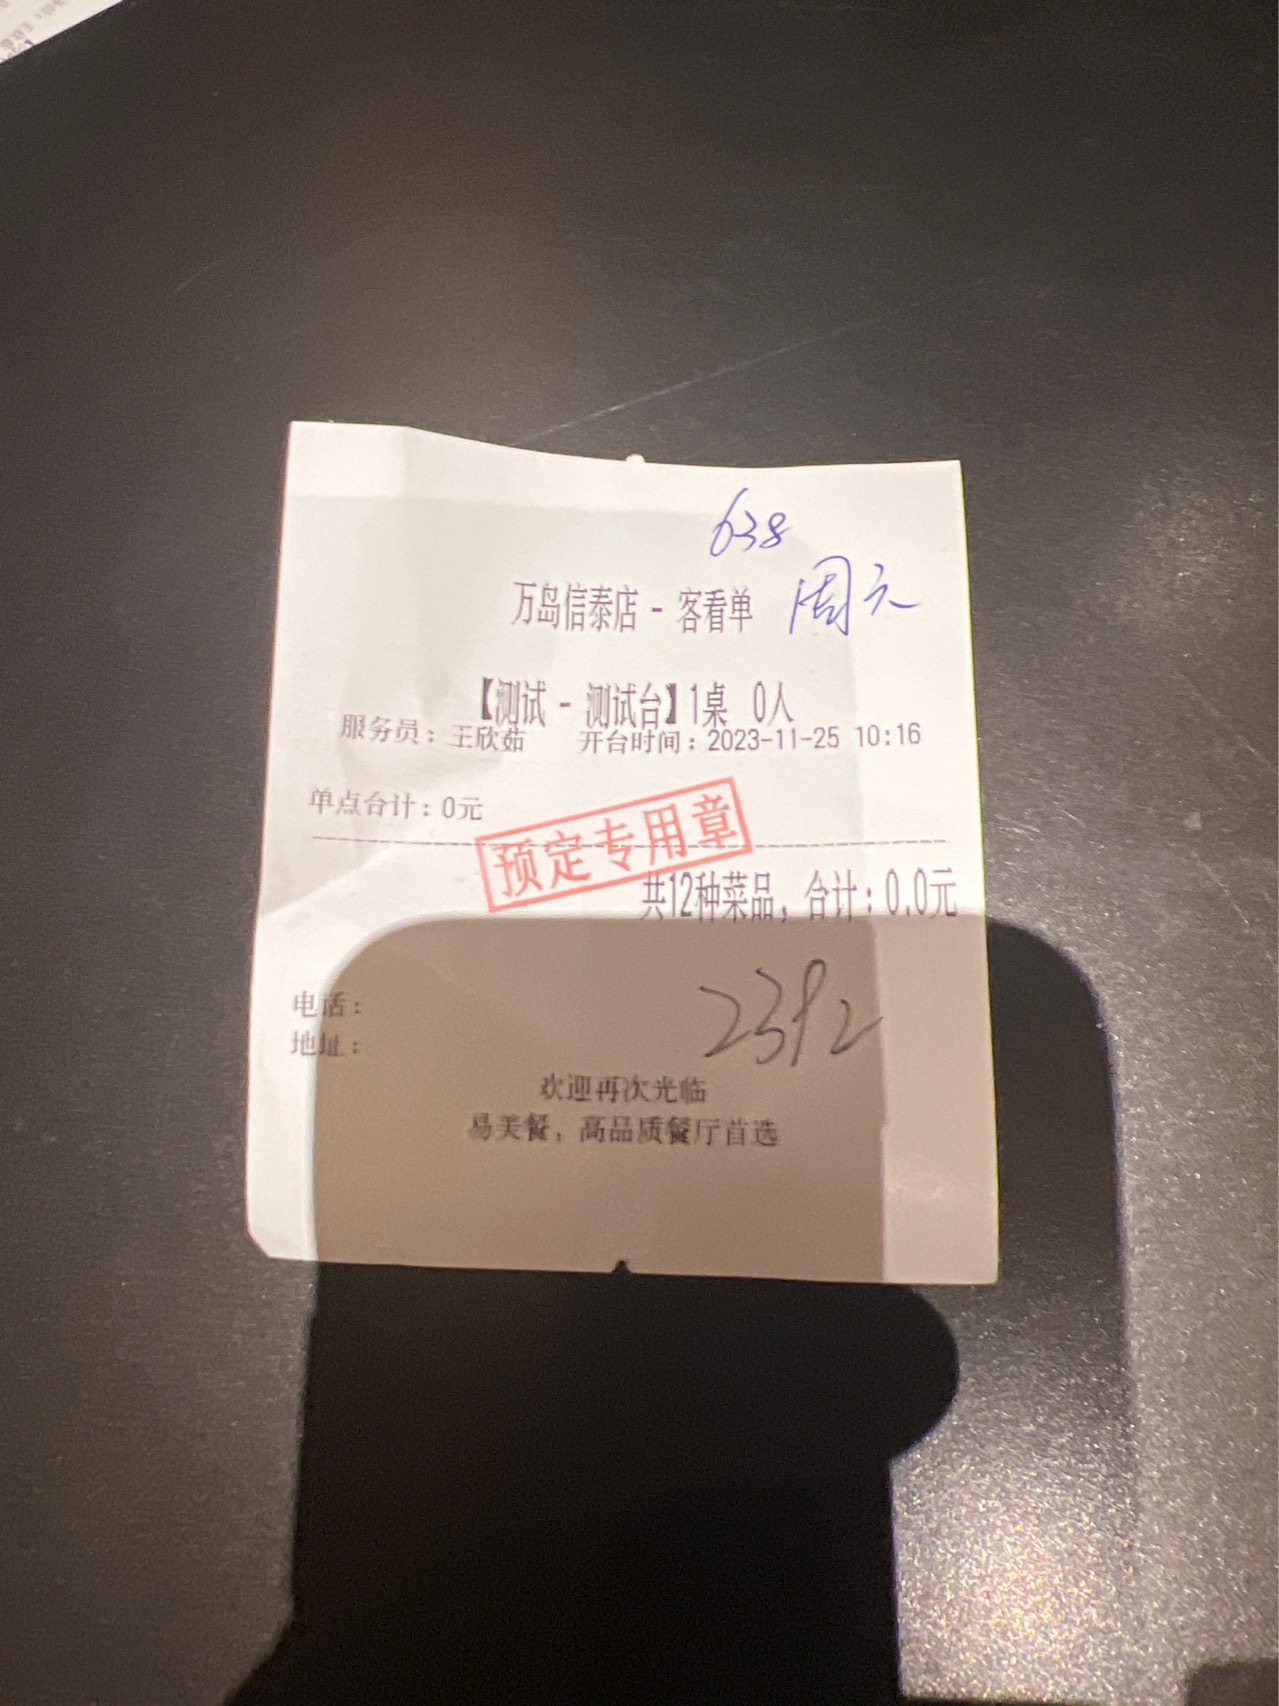 638
万岛信泰店 - 客看单 周元
【测试 - 测试台】1桌 0人
服务员：王欣茹 开台时间：2023-11-25 10:16
单点合计：0元
预定专用章
共12种菜品，合计：0.0元
2392
电话：
地址：
欢迎再次光临
易美餐，高品质餐厅首选